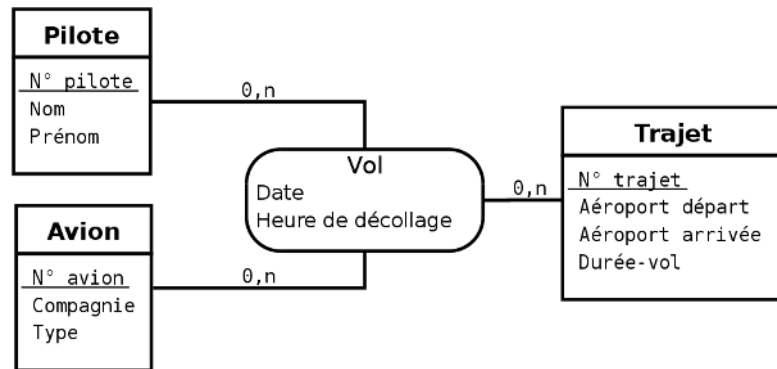 Pilote
N° pilote
Nom
Prénom
0,n
Vol
Date
Heure de décollage
0,n
Trajet
N° trajet
Aéroport départ
Aéroport arrivée
Durée-vol
Avion
N° avion
Compagnie
Type
0,n